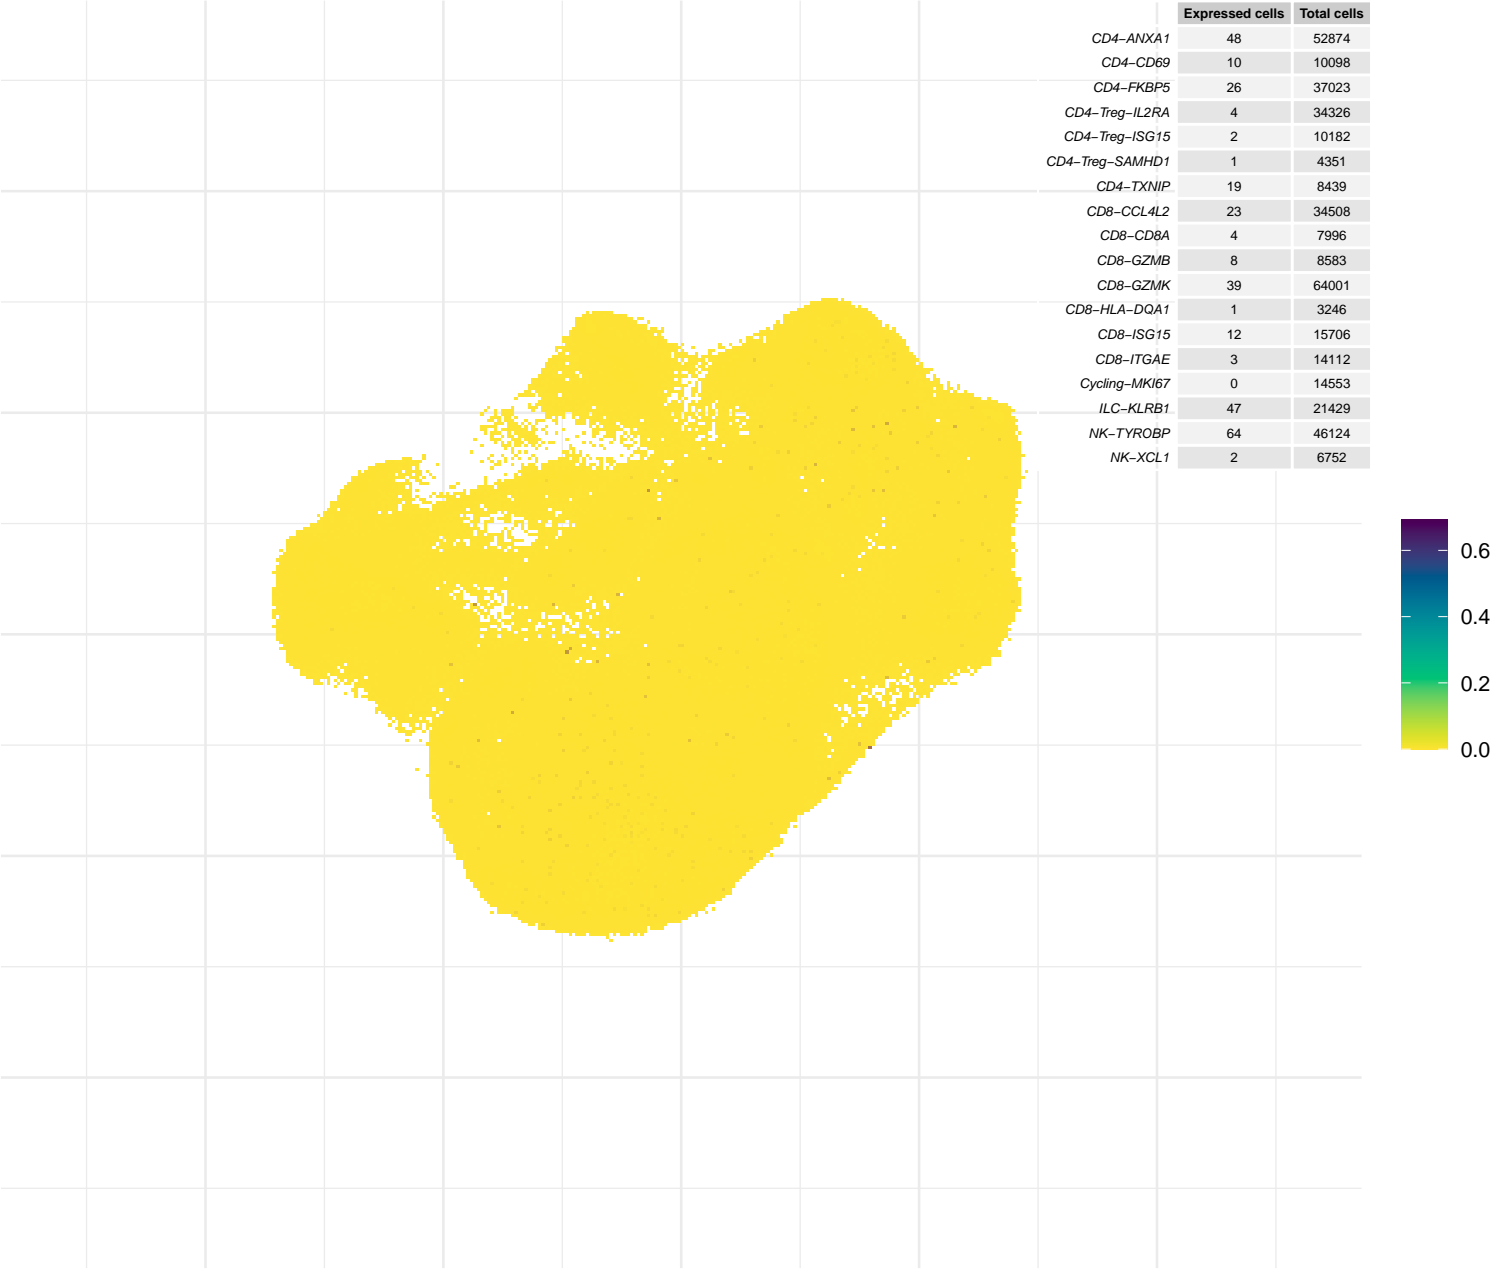 Expressed cells Total cells
CD4−ANXA1 48 52874
CD4−CD69 10 10098
CD4−FKBP5 26 37023
CD4−Treg−IL2RA 4 34326
CD4−Treg−ISG15 2 10182
CD4−Treg−SAMHD1 1 4351
CD4−TXNIP 19 8439
CD8−CCL4L2 23 34508
CD8−CD8A 4 7996
CD8−GZMB 8 8583
CD8−GZMK 39 64001
CD8−HLA−DQA1 1 3246
CD8−ISG15 12 15706
CD8−ITGAE 3 14112
Cycling−MKI67 0 14553
ILC−KLRB1 47 21429
NK−TYROBP 64 46124
NK−XCL1 2 6752
0.6
0.4
0.2
0.0